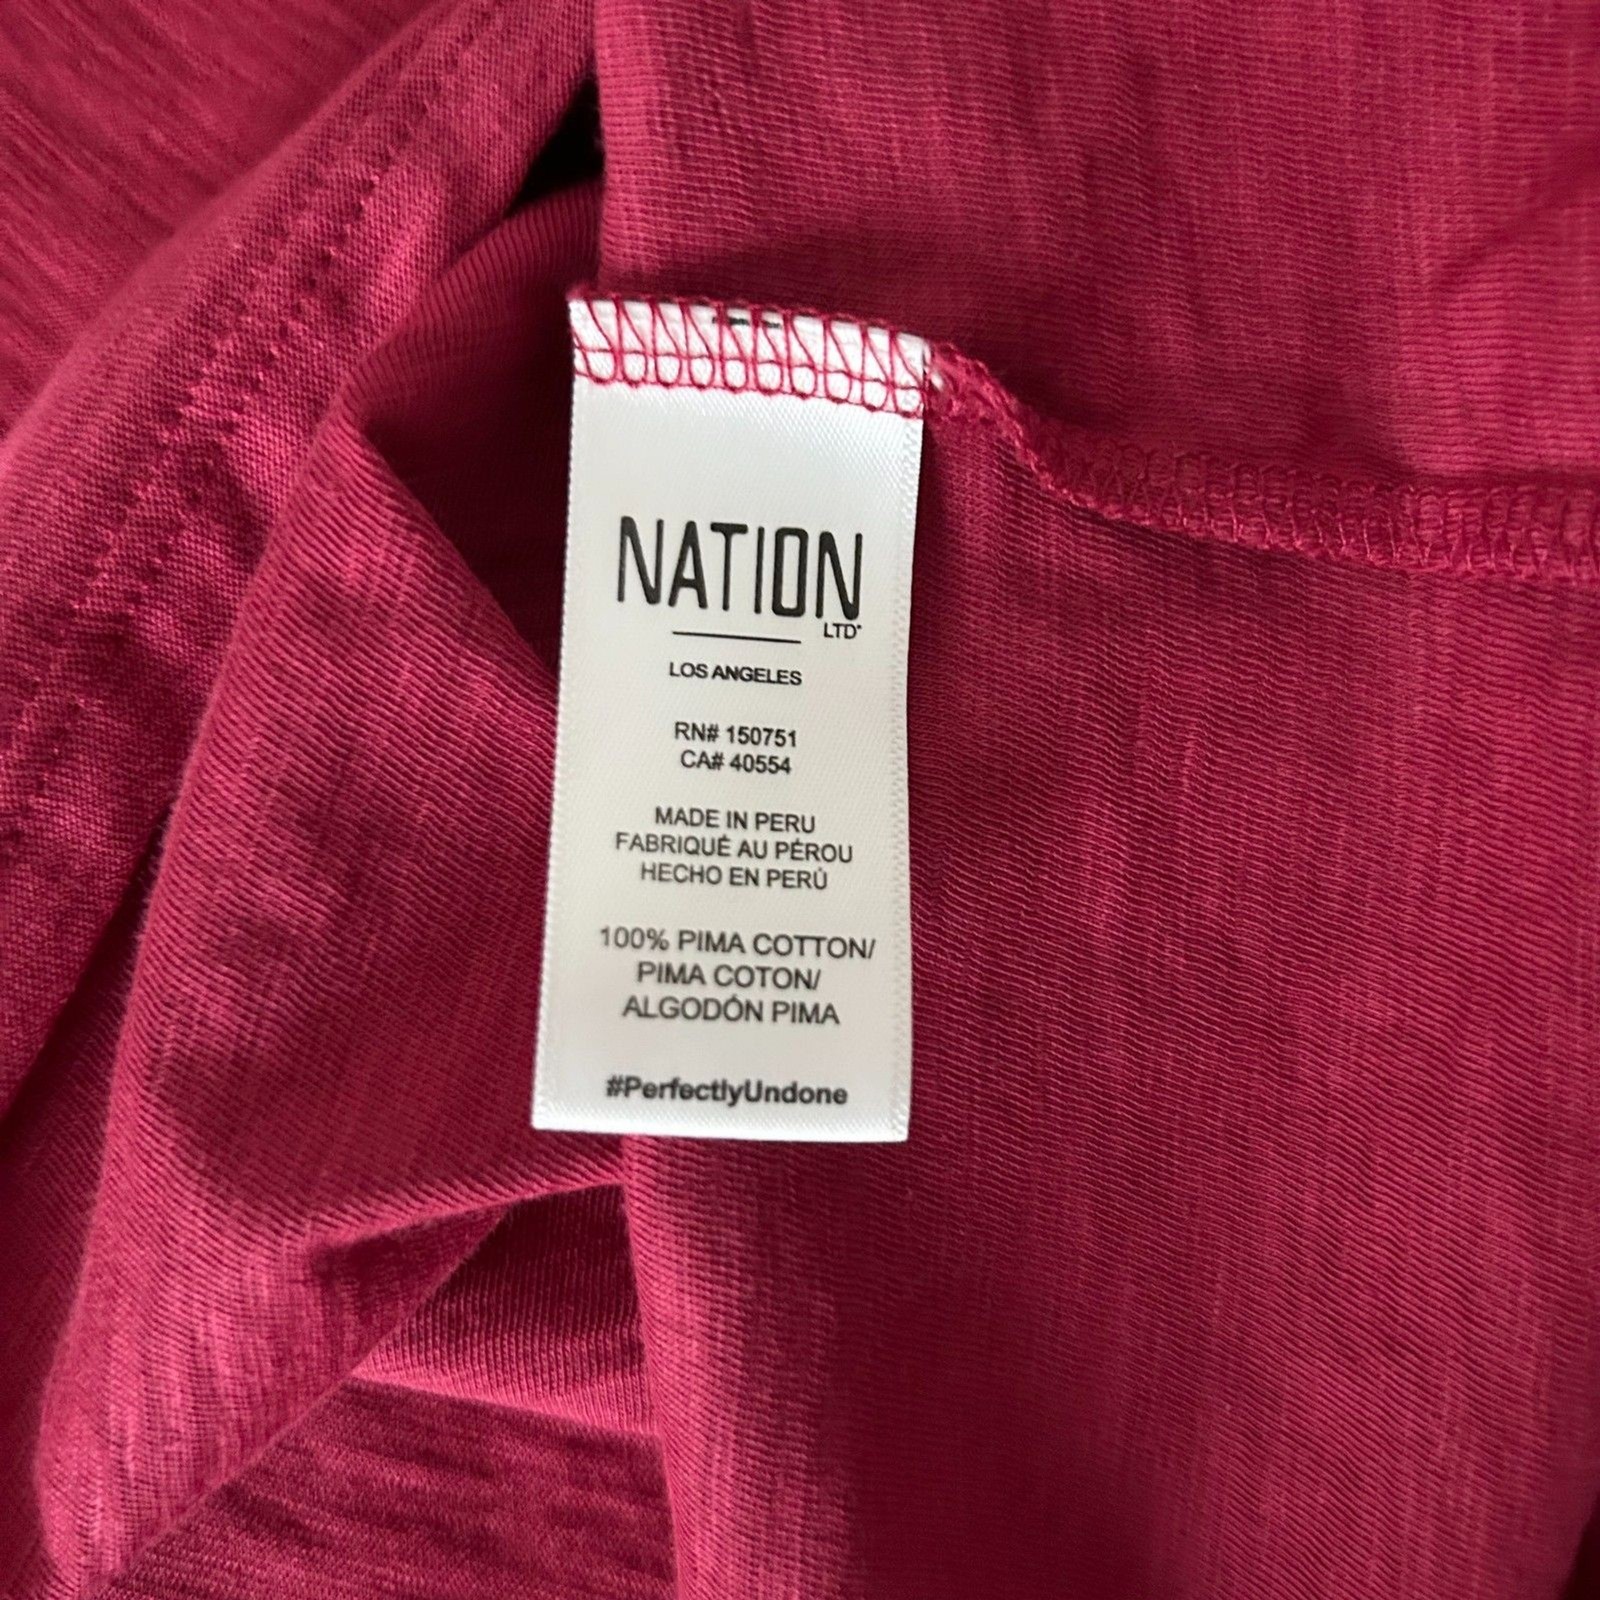 NATION
LTD
LOS ANGELES
RN# 150751
CA# 40554
MADE IN PERU
FABRIQUÉ AU PÉROU
HECHO EN PERÚ
100% PIMA COTTON/
PIMA COTON/
ALGODÓN PIMA
#PerfectlyUndone